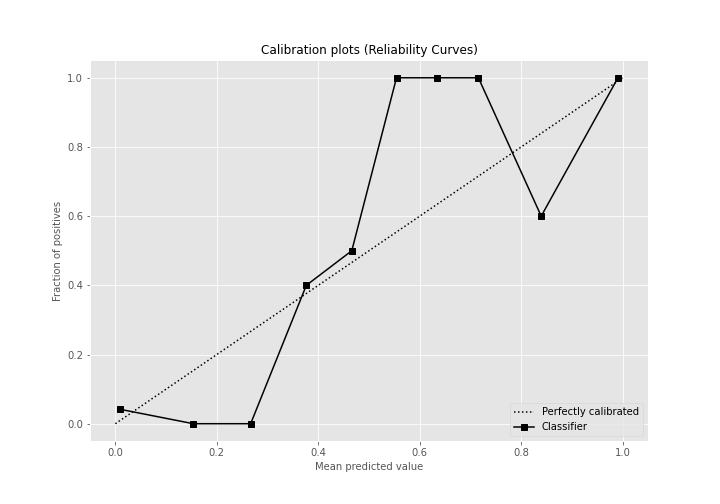 Calibration plots (Reliability Curves)
1.0
0.8
0.6
0.4
0.2
0.0
Fraction of positives
0.0 0.2 0.4 0.6 0.8 1.0
Mean predicted value
Perfectly calibrated
Classifier